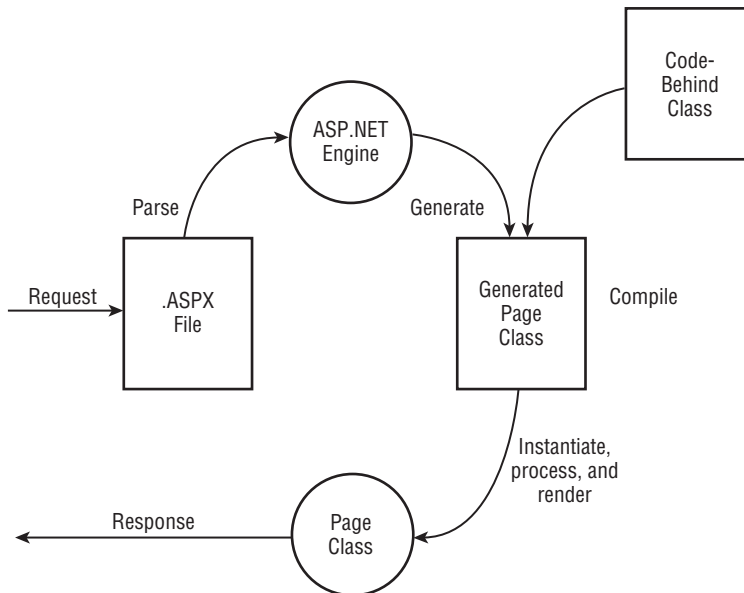 Code-
Behind
Class
ASP.NET
Engine
Parse
Generate
Request
.ASPX
File
Generated
Page
Class
Compile
Instantiate,
process, and
render
Response
Page
Class